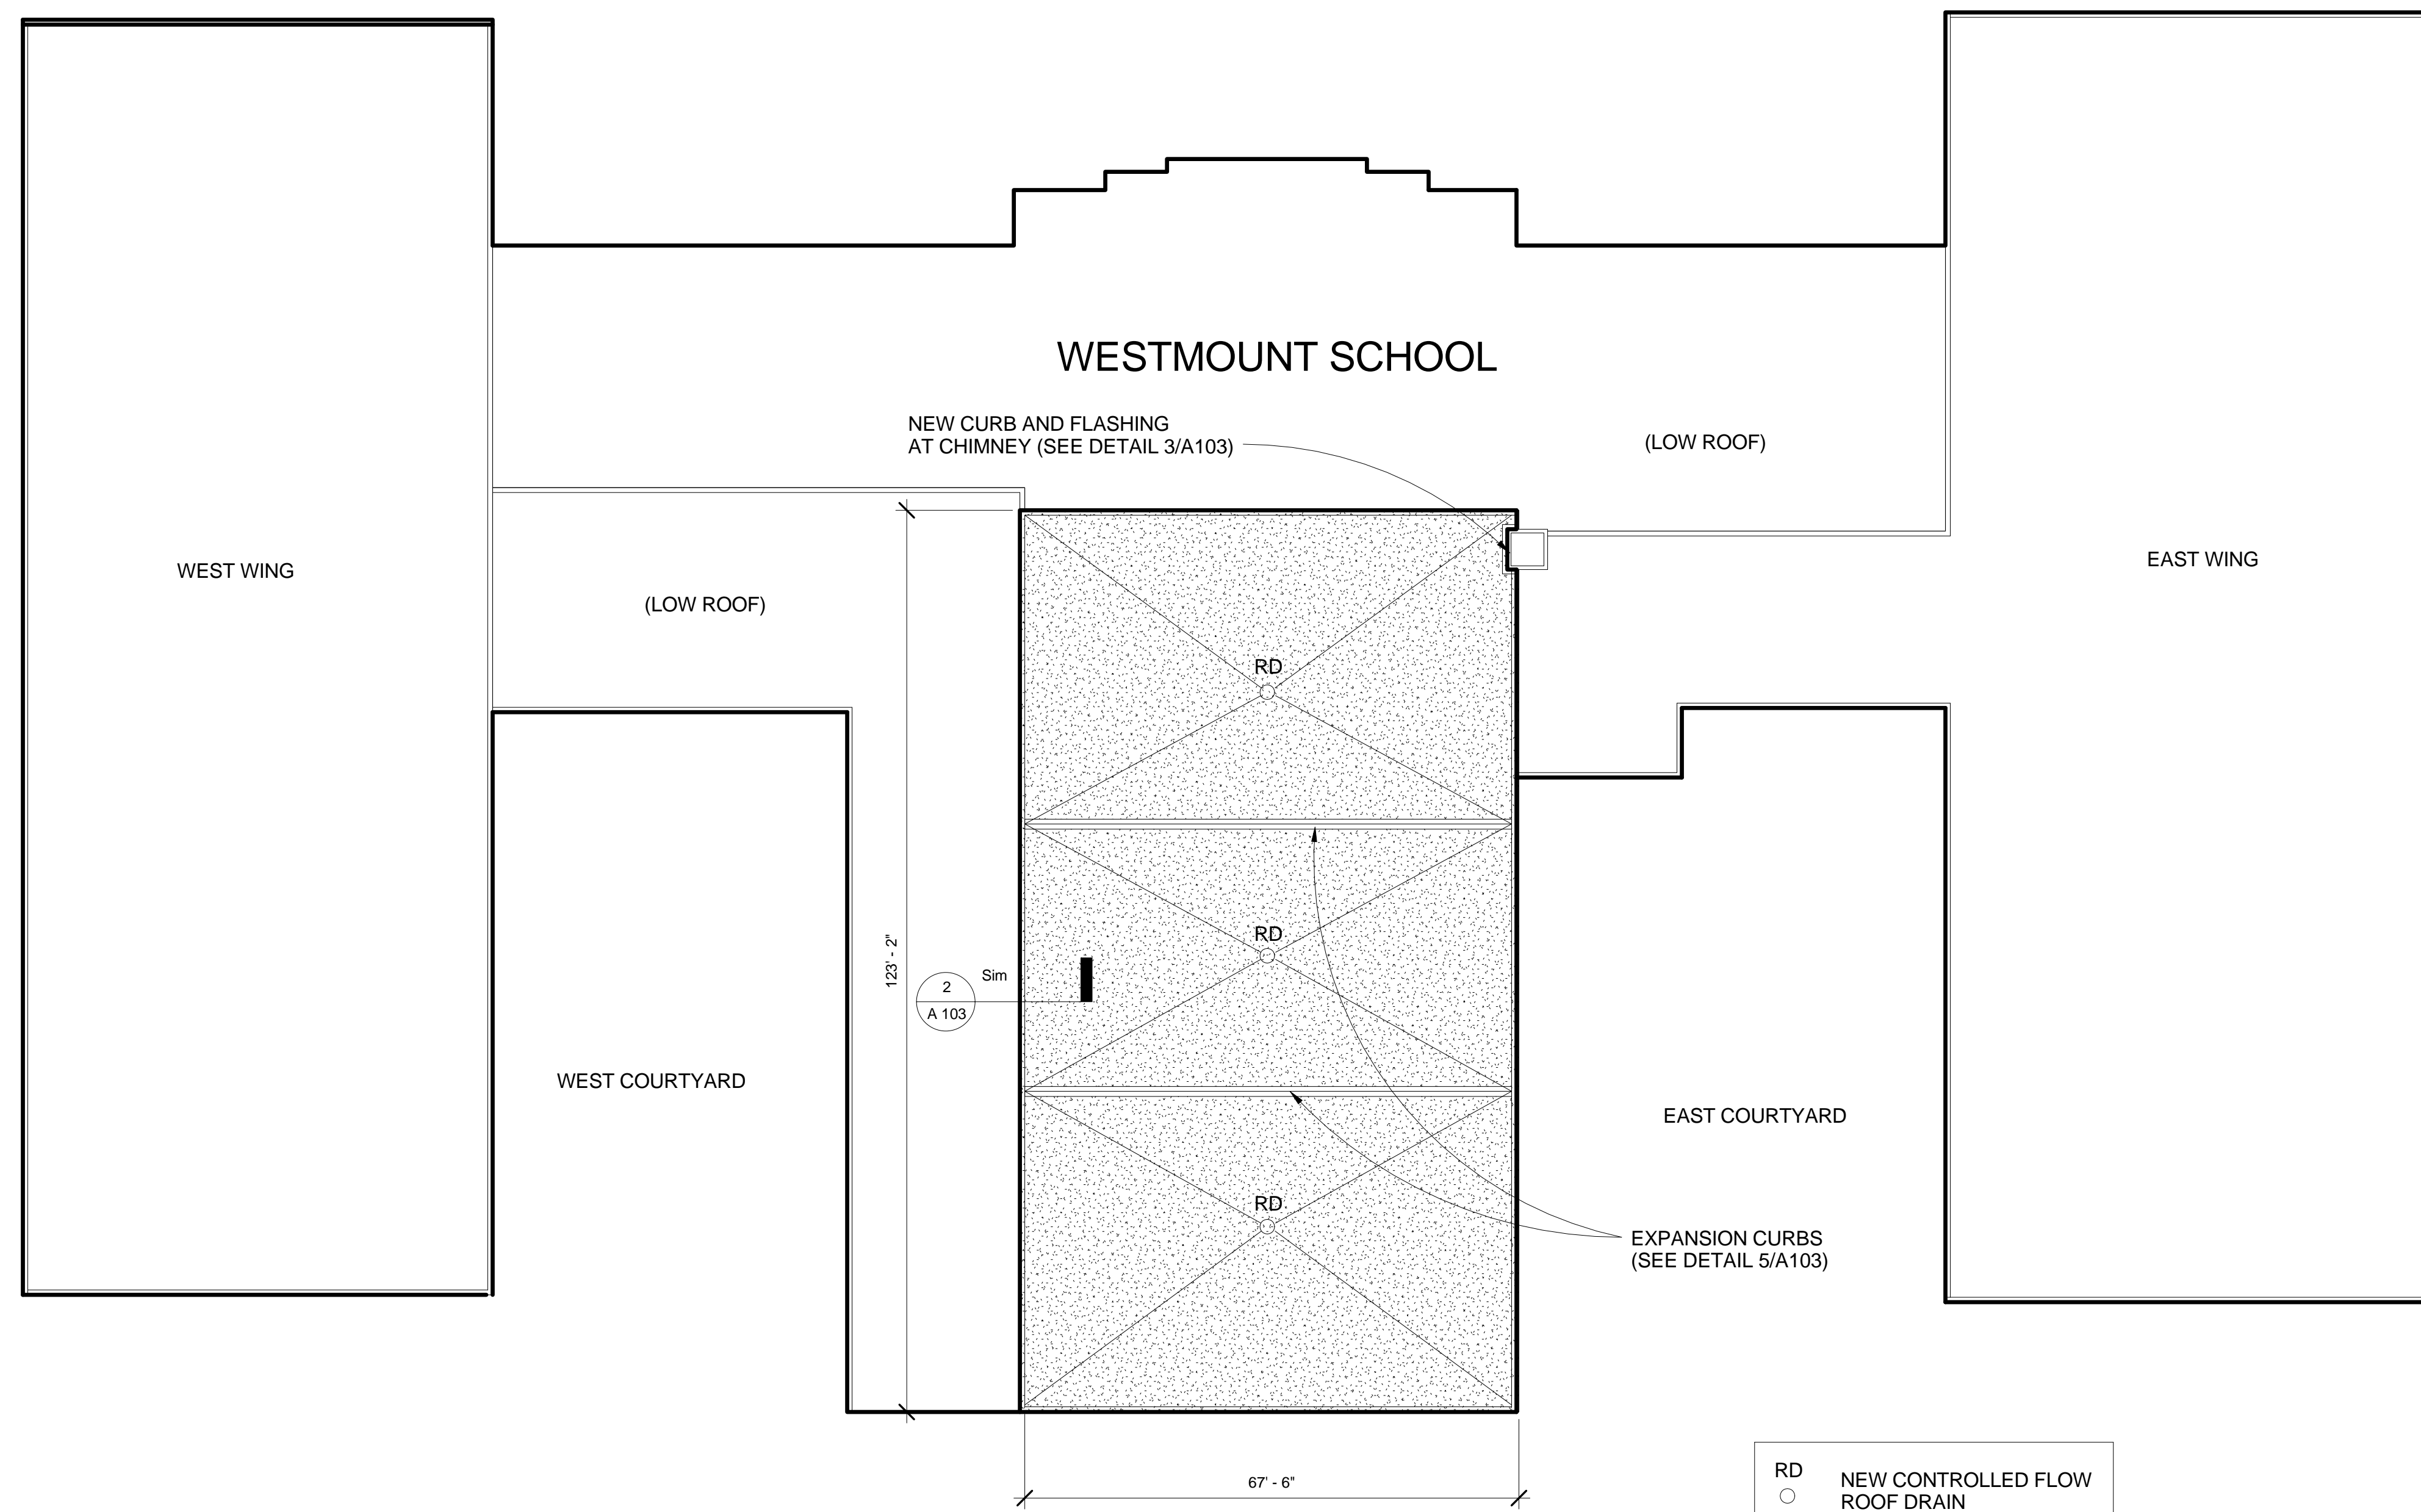 WESTMOUNT SCHOOL
NEW CURB AND FLASHING
AT CHIMNEY (SEE DETAIL 3/A103)
(LOW ROOF)
WEST WING
EAST WING
(LOW ROOF)
RD
RD
123' - 2"
2
Sim
A 103
WEST COURTYARD
EAST COURTYARD
RD
EXPANSION CURBS
(SEE DETAIL 5/A103)
67' - 6"
RD
NEW CONTROLLED FLOW
ROOF DRAIN